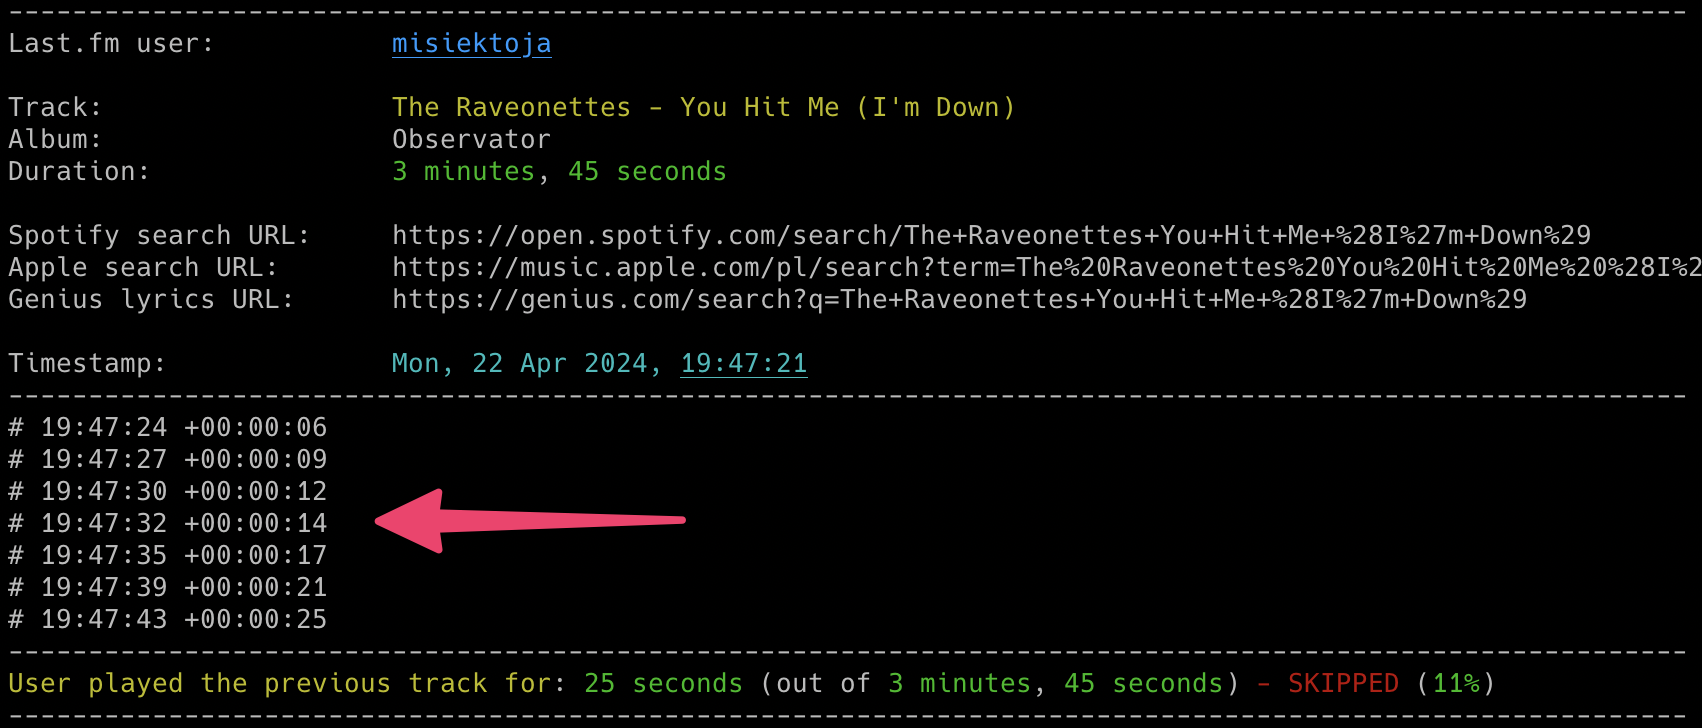 --------------------------------------------------------------------------------------------------------
Last.fm user: misiektoja
Track: The Raveonettes - You Hit Me (I'm Down)
Album: Observator
Duration: 3 minutes, 45 seconds
Spotify search URL: https://open.spotify.com/search/The+Raveonettes+You+Hit+Me+%28I%27m+Down%29
Apple search URL: https://music.apple.com/pl/search?term=The%20Raveonettes%20You%20Hit%20Me%20%28I%2
Genius lyrics URL: https://genius.com/search?q=The+Raveonettes+You+Hit+Me+%28I%27m+Down%29
Timestamp: Mon, 22 Apr 2024, 19:47:21
--------------------------------------------------------------------------------------------------------
# 19:47:24 +00:00:06
# 19:47:27 +00:00:09
# 19:47:30 +00:00:12
# 19:47:32 +00:00:14
# 19:47:35 +00:00:17
# 19:47:39 +00:00:21
# 19:47:43 +00:00:25
--------------------------------------------------------------------------------------------------------
User played the previous track for: 25 seconds (out of 3 minutes, 45 seconds) - SKIPPED (11%)
--------------------------------------------------------------------------------------------------------